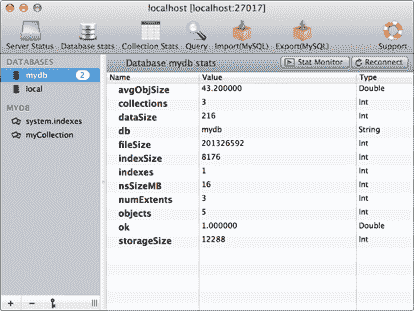 localhost [localhost:27017]
Server Status Database stats Collection Stats Query Import(MySQL) Export(MySQL) Support
DATABASES
mydb 2
local
MYDB
system.indexes
myCollection
Database mydb stats Stat Monitor Reconnect
Name Value Type
avgObjSize 43.200000 Double
collections 3 Int
dataSize 216 Int
db mydb String
fileSize 201326592 Int
indexSize 8176 Int
indexes 1 Int
nsSizeMB 16 Int
numExtents 3 Int
objects 5 Int
ok 1.000000 Double
storageSize 12288 Int